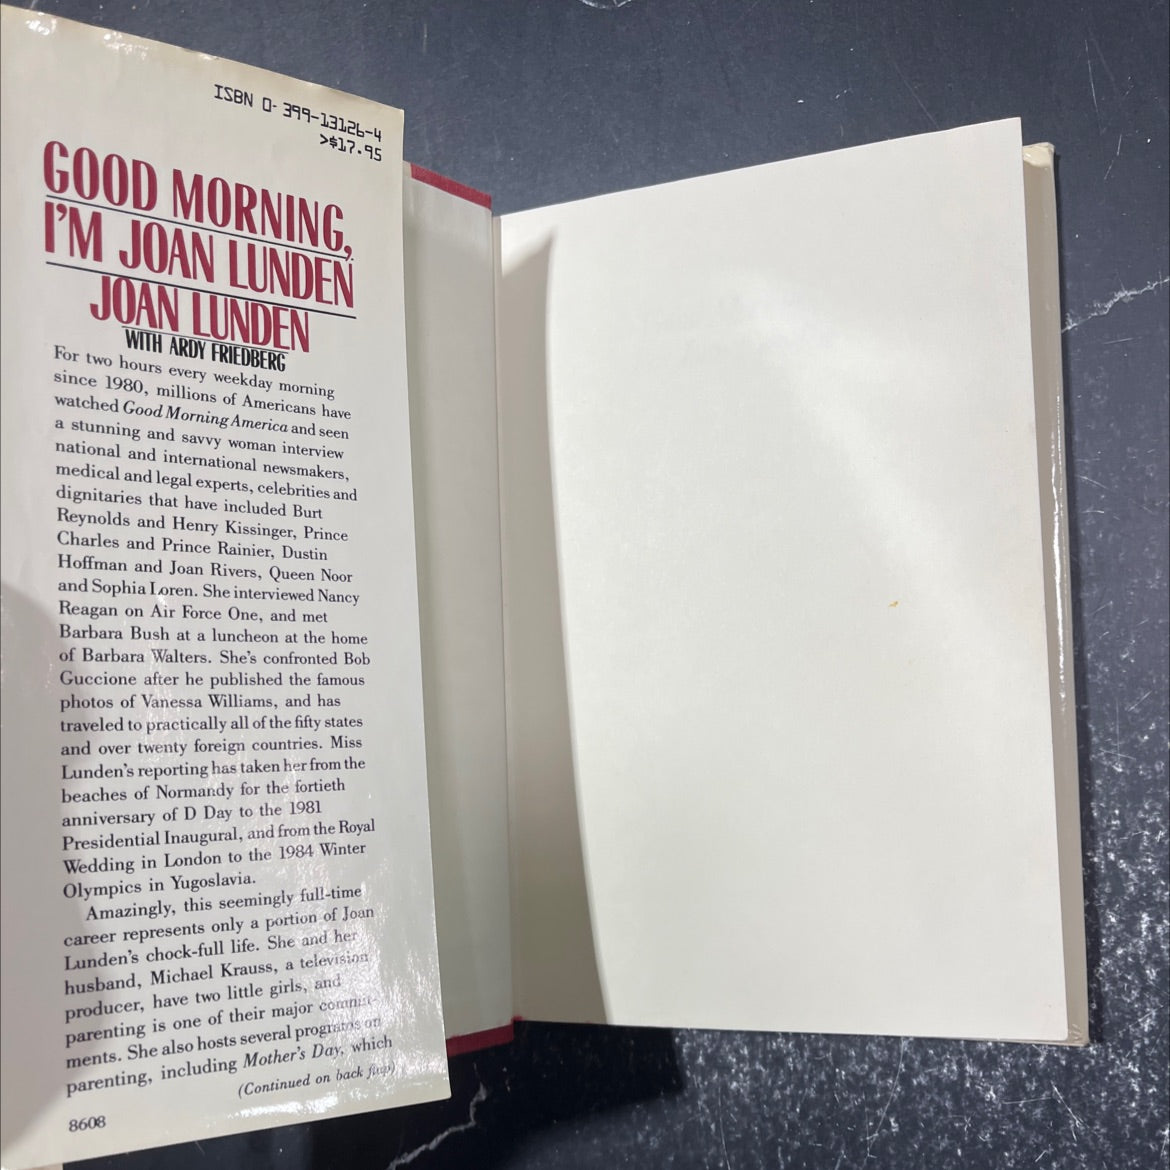 ISBN 0-399-13126-4
>$17.95
GOOD MORNING,
I'M JOAN LUNDEN
JOAN LUNDEN
WITH ARDY FRIEDBERG
For two hours every weekday morning
since 1980, millions of Americans have
watched Good Morning America and seen
a stunning and savvy woman interview
national and international newsmakers,
medical and legal experts, celebrities and
dignitaries that have included Burt
Reynolds and Henry Kissinger, Prince
Charles and Prince Rainier, Dustin
Hoffman and Joan Rivers, Queen Noor
and Sophia Loren. She interviewed Nancy
Reagan on Air Force One, and met
Barbara Bush at a luncheon at the home
of Barbara Walters. She's confronted Bob
Guccione after he published the famous
photos of Vanessa Williams, and has
traveled to practically all of the fifty states
and over twenty foreign countries. Miss
Lunden's reporting has taken her from the
beaches of Normandy for the fortieth
anniversary of D Day to the 1981
Presidential Inaugural, and from the Royal
Wedding in London to the 1984 Winter
Olympics in Yugoslavia.
Amazingly, this seemingly full-time
career represents only a portion of Joan
Lunden's chock-full life. She and her
husband, Michael Krauss, a television
producer, have two little girls, and
parenting is one of their major commit-
ments. She also hosts several programs on
parenting, including Mother's Day, which
(Continued on back flap)
8608